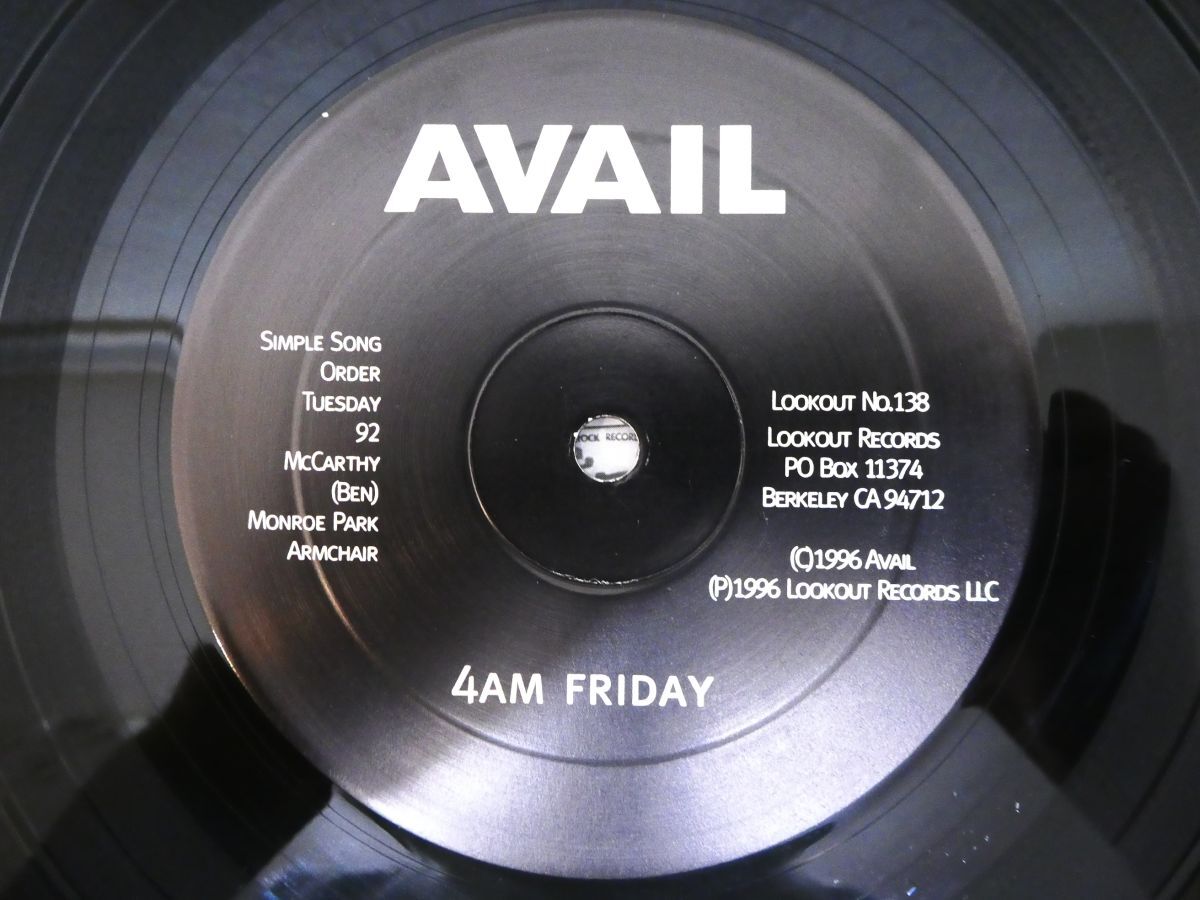 AVAIL
Simple Song
Order
Tuesday
92
McCarthy
(Ben)
Monroe Park
Armchair
Lookout No.138
Lookout Records
PO Box 11374
Berkeley CA 94712
(C)1996 Avail
(P)1996 Lookout Records LLC
4AM FRIDAY